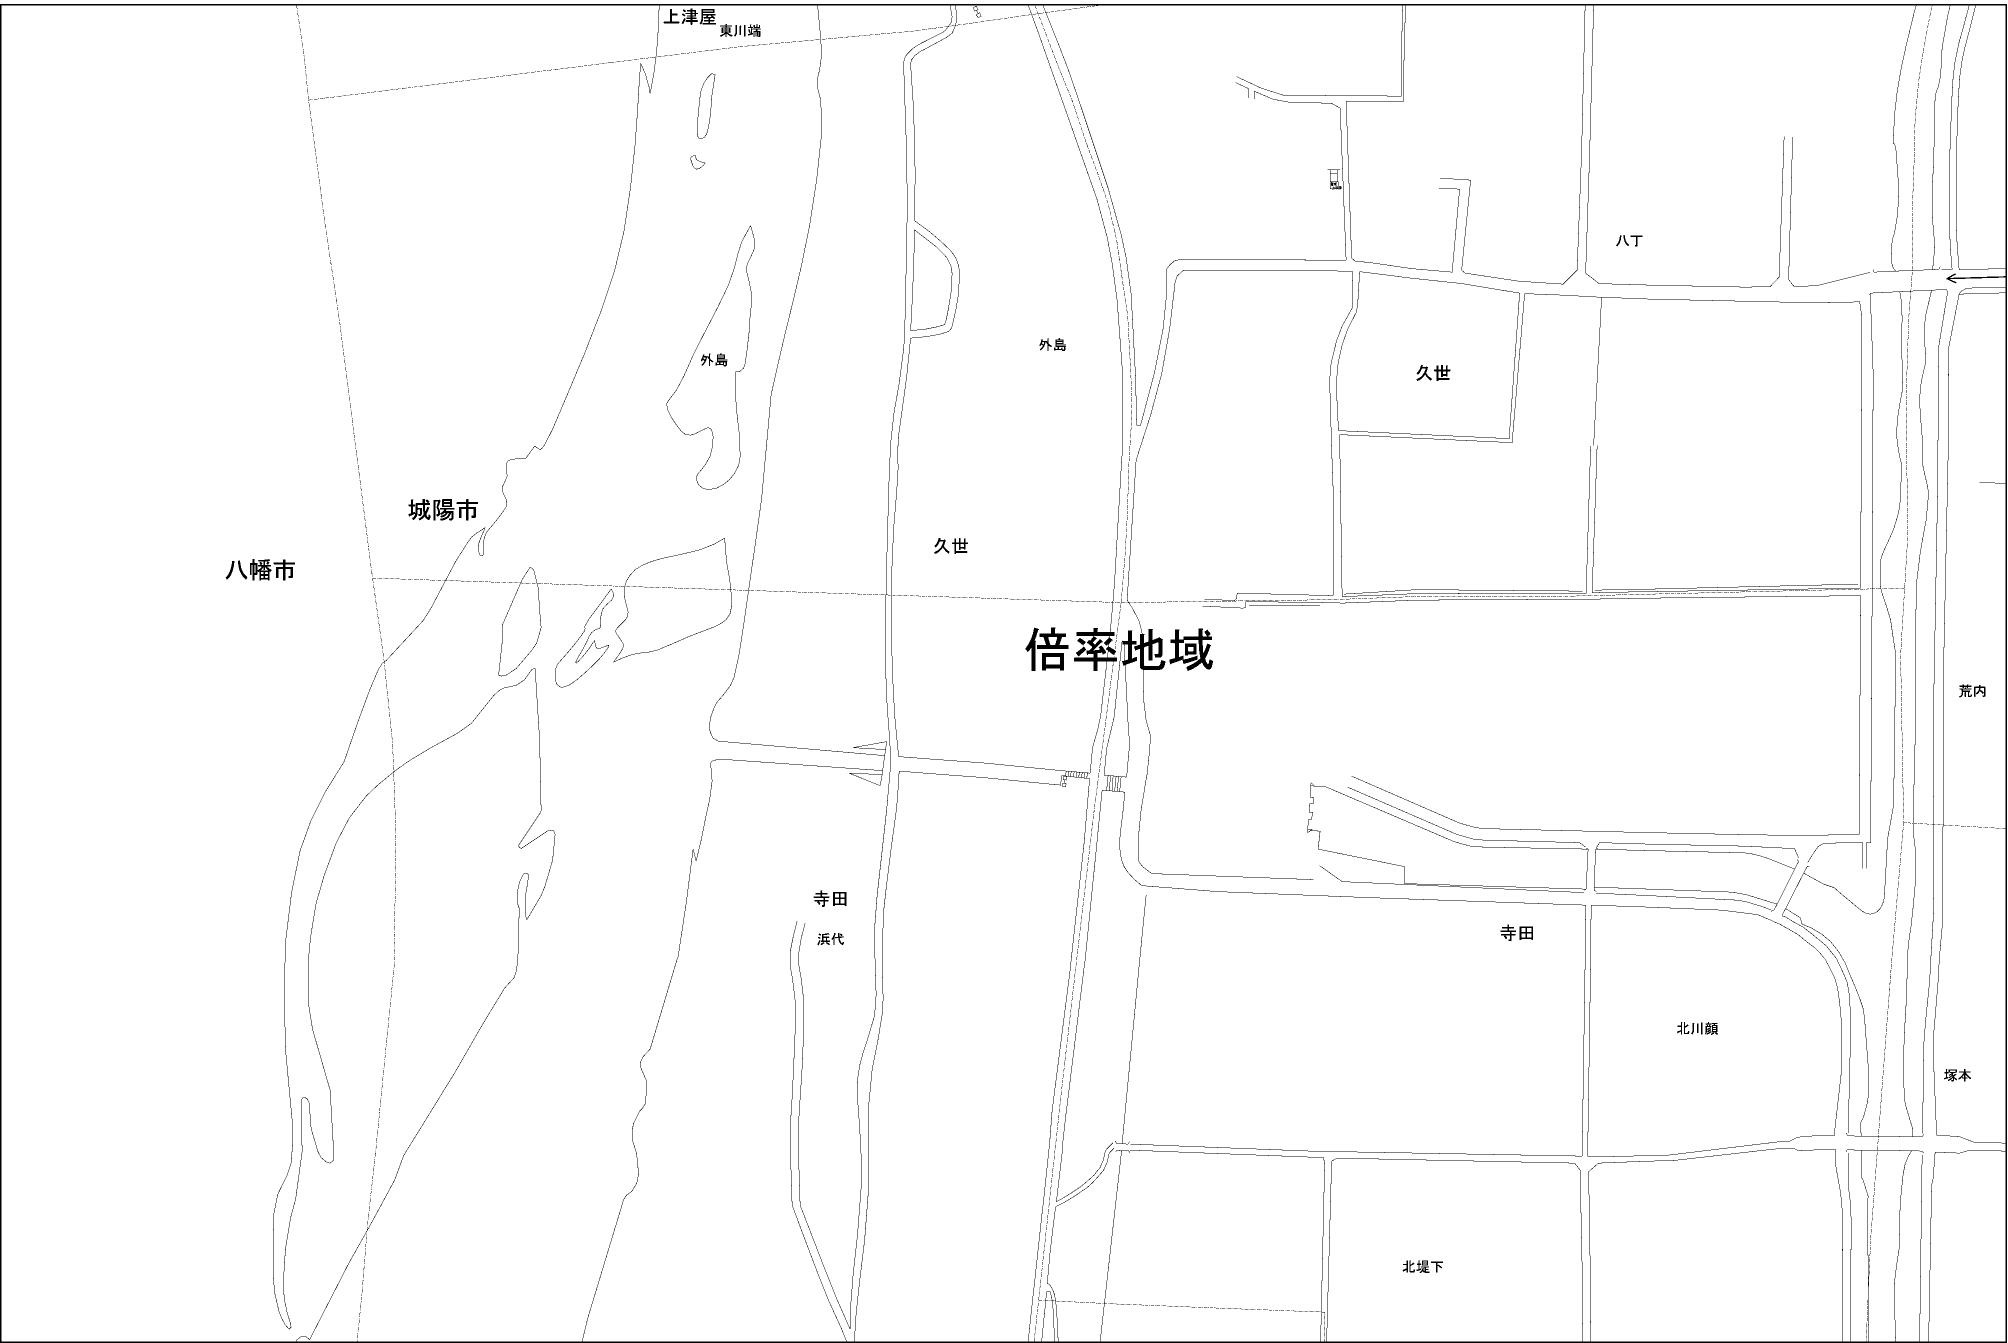 上津屋
東川端
八丁
外島
外島
久世
城陽市
久世
八幡市
倍率地域
荒内
寺田
浜代
寺田
北川顔
塚本
北堤下